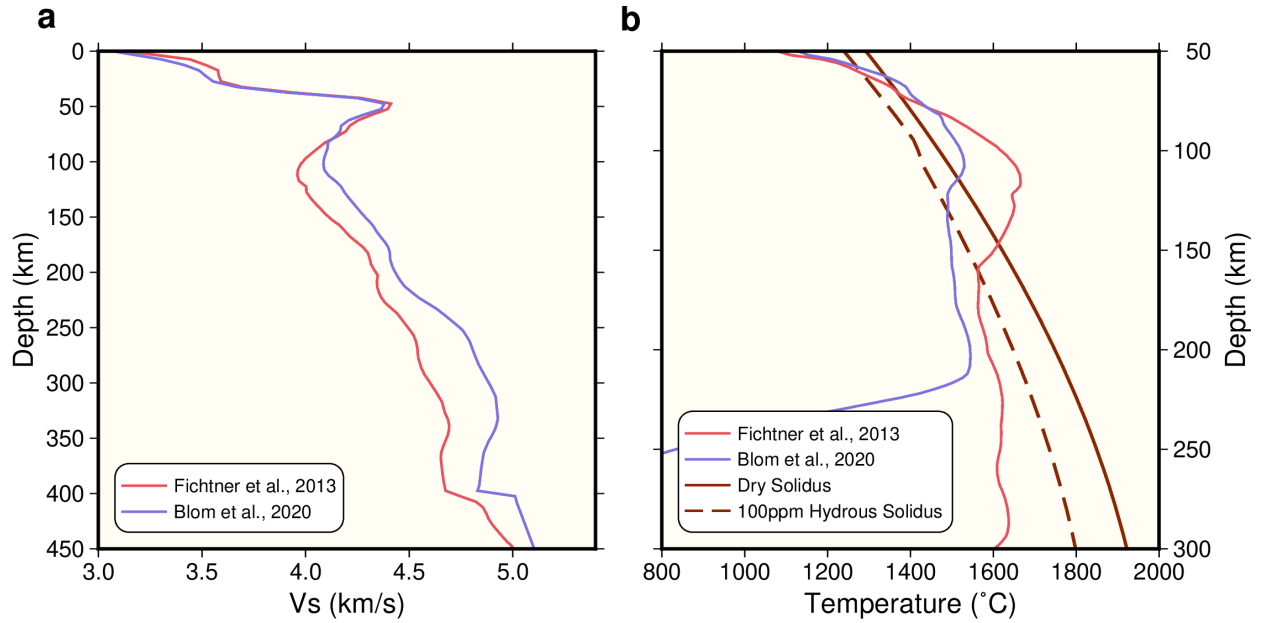 a
0
50
100
150
200
250
300
350
400
450
Depth (km)
3.0 3.5 4.0 4.5 5.0
Vs (km/s)
Fichtner et al., 2013
Blom et al., 2020
b
50
100
150
200
250
300
Depth (km)
800 1000 1200 1400 1600 1800 2000
Temperature (˚C)
Fichtner et al., 2013
Blom et al., 2020
Dry Solidus
100ppm Hydrous Solidus